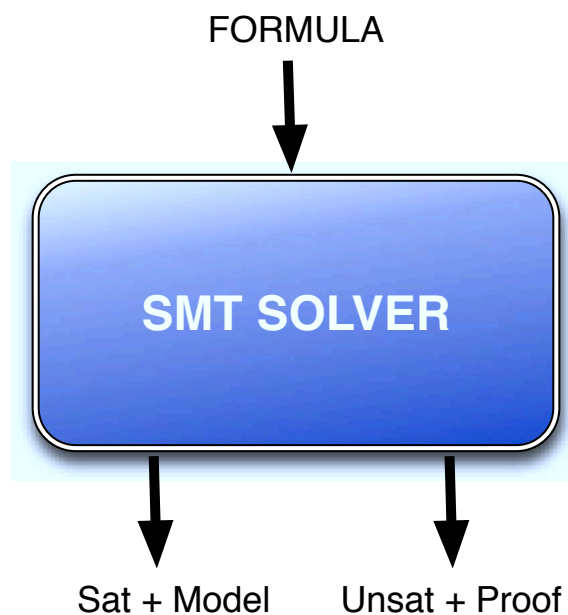 FORMULA
SMT SOLVER
Sat + Model
Unsat + Proof